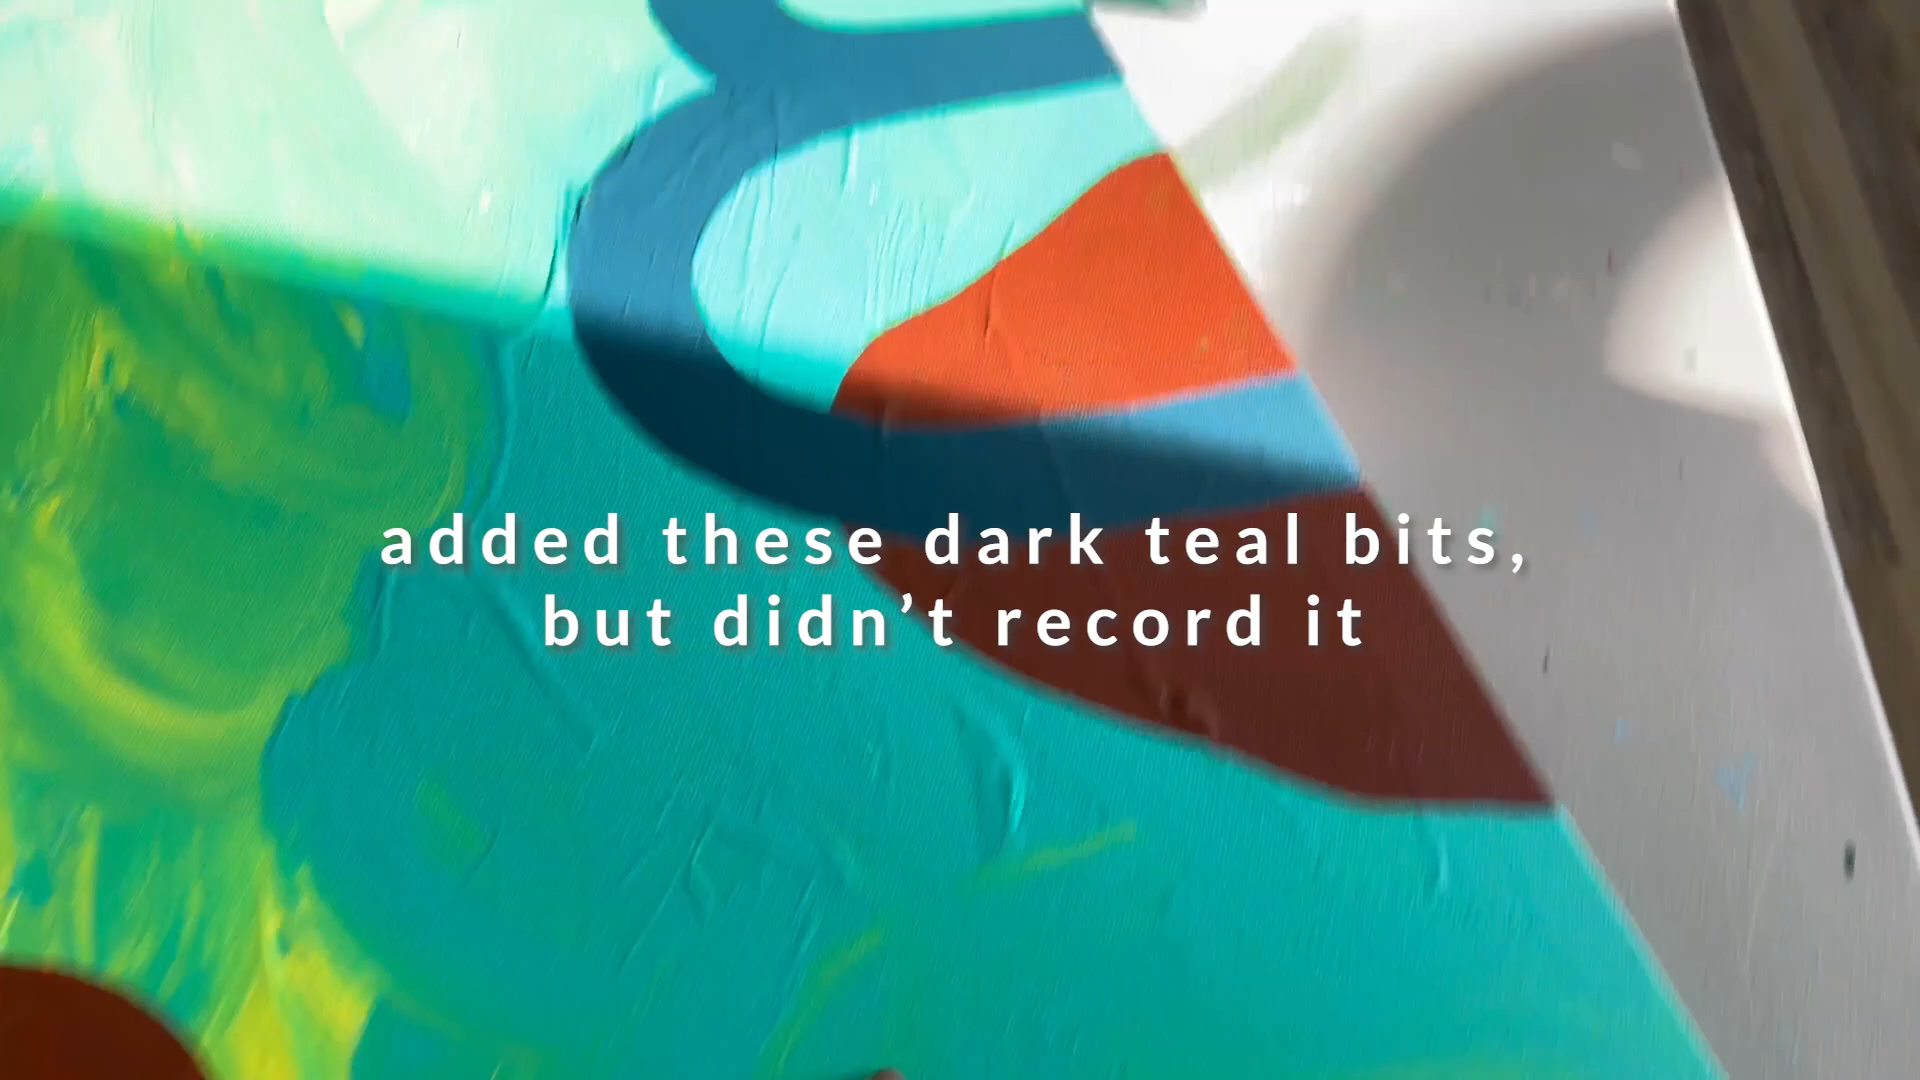 added these dark teal bits,
but didn’t record it